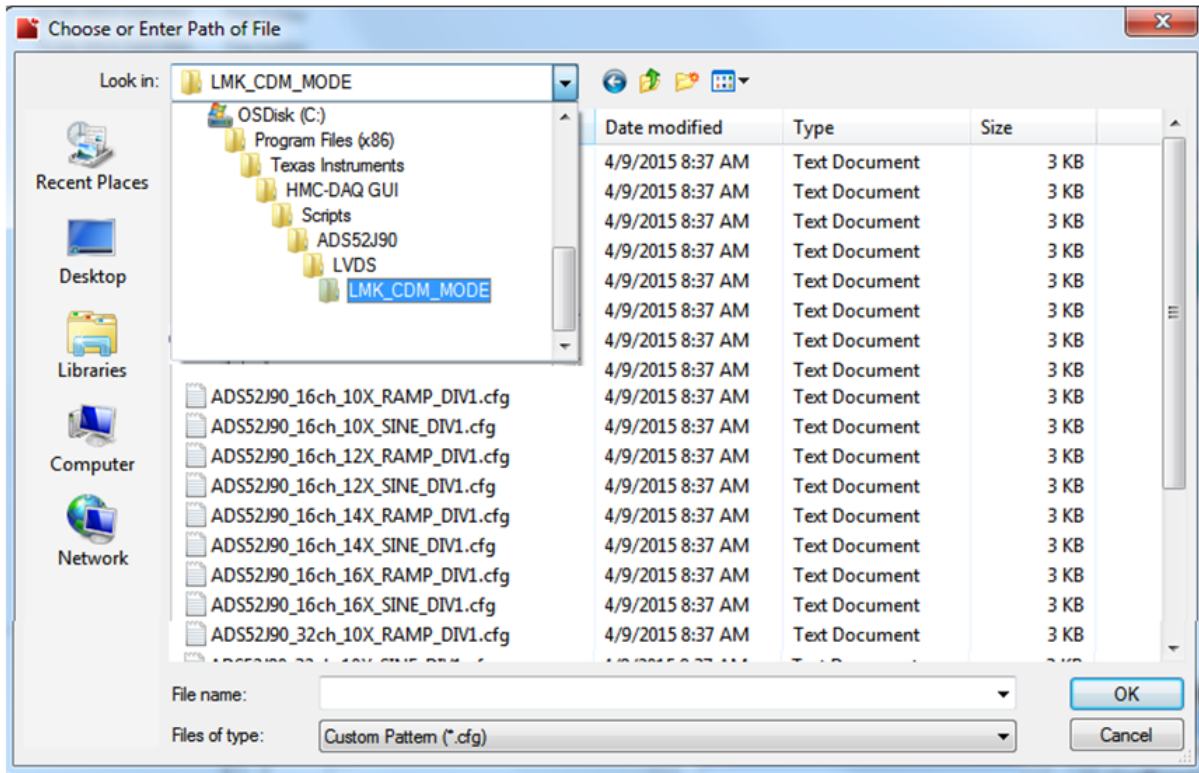 Choose or Enter Path of File
Look in: LMK_CDM_MODE
OSDisk (C:)
Program Files (x86)
Texas Instruments
HMC-DAQ GUI
Scripts
ADS52J90
LVDS
LMK_CDM_MODE
Recent Places
Desktop
Libraries
Computer
Network
Date modified Type Size
4/9/2015 8:37 AM Text Document 3 KB
4/9/2015 8:37 AM Text Document 3 KB
4/9/2015 8:37 AM Text Document 3 KB
4/9/2015 8:37 AM Text Document 3 KB
4/9/2015 8:37 AM Text Document 3 KB
4/9/2015 8:37 AM Text Document 3 KB
4/9/2015 8:37 AM Text Document 3 KB
4/9/2015 8:37 AM Text Document 3 KB
ADS52J90_16ch_10X_RAMP_DIV1.cfg 4/9/2015 8:37 AM Text Document 3 KB
ADS52J90_16ch_10X_SINE_DIV1.cfg 4/9/2015 8:37 AM Text Document 3 KB
ADS52J90_16ch_12X_RAMP_DIV1.cfg 4/9/2015 8:37 AM Text Document 3 KB
ADS52J90_16ch_12X_SINE_DIV1.cfg 4/9/2015 8:37 AM Text Document 3 KB
ADS52J90_16ch_14X_RAMP_DIV1.cfg 4/9/2015 8:37 AM Text Document 3 KB
ADS52J90_16ch_14X_SINE_DIV1.cfg 4/9/2015 8:37 AM Text Document 3 KB
ADS52J90_16ch_16X_RAMP_DIV1.cfg 4/9/2015 8:37 AM Text Document 3 KB
ADS52J90_16ch_16X_SINE_DIV1.cfg 4/9/2015 8:37 AM Text Document 3 KB
ADS52J90_32ch_10X_RAMP_DIV1.cfg 4/9/2015 8:37 AM Text Document 3 KB
File name:
OK
Files of type: Custom Pattern (*.cfg)
Cancel